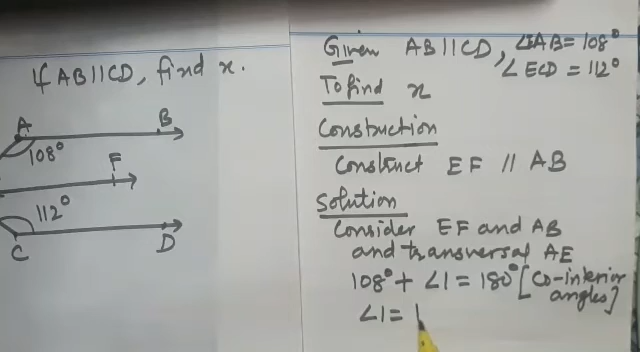 If AB||CD, find x.
A
B
108°
F
112°
C
D
Given AB||CD, ∠EAB = 108°
∠ECD = 112°
To find x
Construction
Construct EF // AB
Solution
Consider EF and AB
and transversal AE
108° + ∠1 = 180° [Co-interior
angles]
∠1 = 1